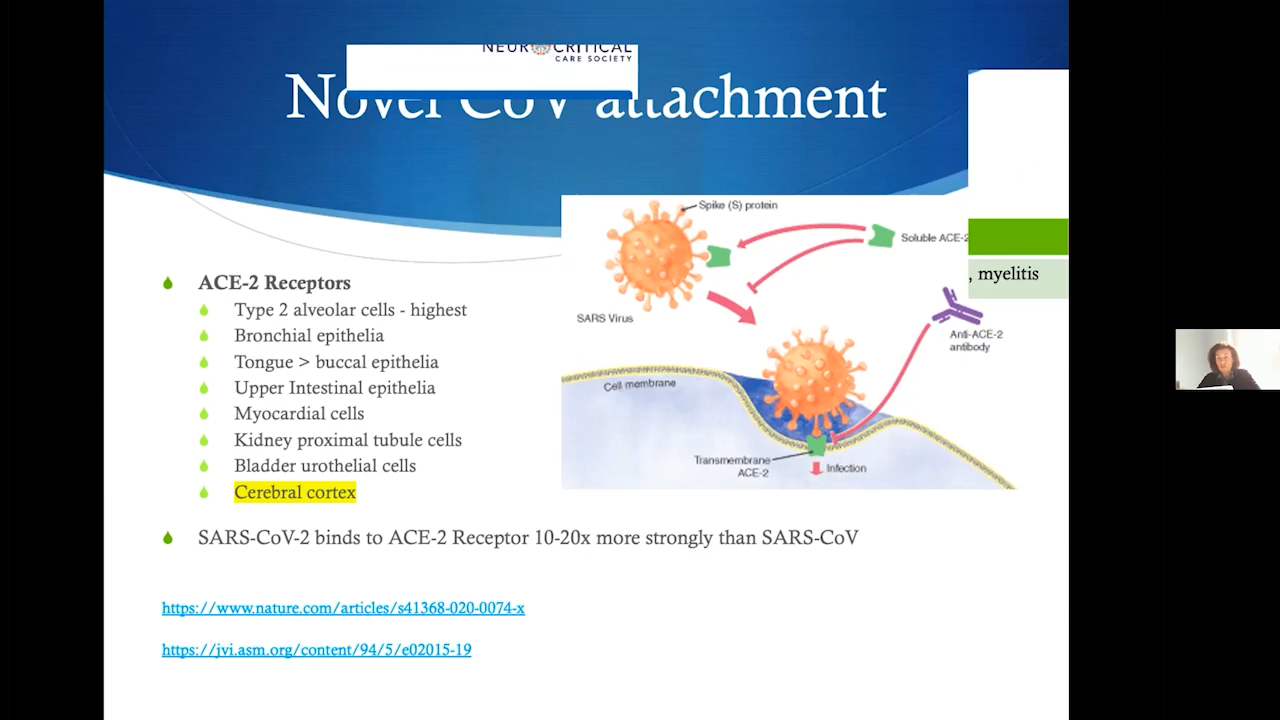 NEUROCRITICAL
CARE SOCIETY
Novel CoV attachment
Spike (S) protein
Soluble ACE-2
SARS Virus
, myelitis
Anti-ACE-2
antibody
Cell membrane
Transmembrane
ACE-2
Infection
ACE-2 Receptors
Type 2 alveolar cells - highest
Bronchial epithelia
Tongue > buccal epithelia
Upper Intestinal epithelia
Myocardial cells
Kidney proximal tubule cells
Bladder urothelial cells
Cerebral cortex
SARS-CoV-2 binds to ACE-2 Receptor 10-20x more strongly than SARS-CoV
https://www.nature.com/articles/s41368-020-0074-x
https://jvi.asm.org/content/94/5/e02015-19